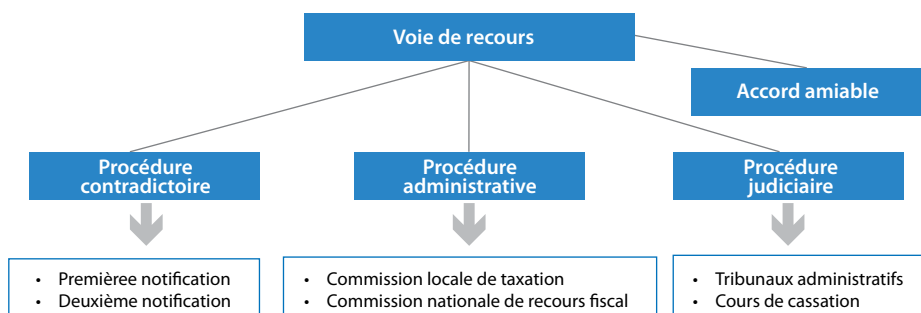 Voie de recours
Accord amiable
Procédure
contradictoire
Procédure
administrative
Procédure
judiciaire
• Premièree notification
• Deuxième notification
• Commission locale de taxation
• Commission nationale de recours fiscal
• Tribunaux administratifs
• Cours de cassation